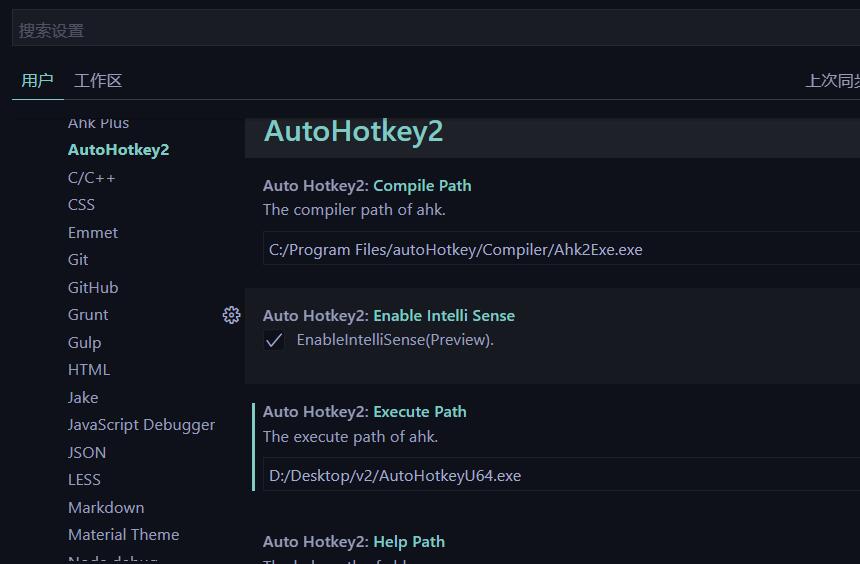 搜索设置
用户 工作区 上次同步
Ahk Plus
AutoHotkey2
C/C++
CSS
Emmet
Git
GitHub
Grunt
Gulp
HTML
Jake
JavaScript Debugger
JSON
LESS
Markdown
Material Theme
Node debug
AutoHotkey2
Auto Hotkey2: Compile Path
The compiler path of ahk.
C:/Program Files/autoHotkey/Compiler/Ahk2Exe.exe
Auto Hotkey2: Enable Intelli Sense
EnableIntelliSense(Preview).
Auto Hotkey2: Execute Path
The execute path of ahk.
D:/Desktop/v2/AutoHotkeyU64.exe
Auto Hotkey2: Help Path